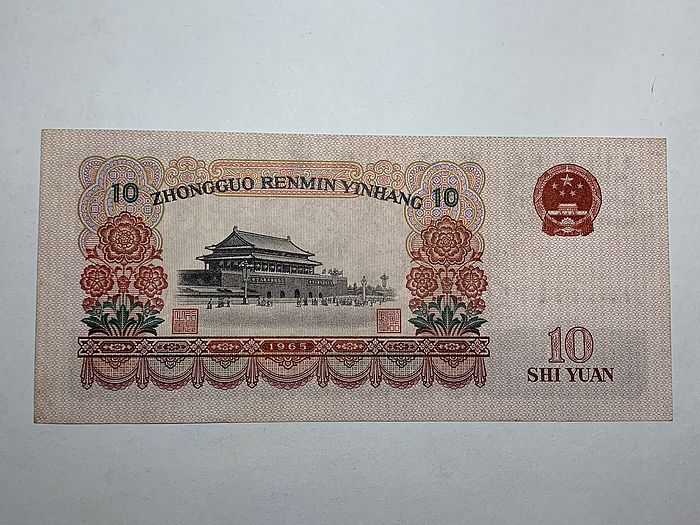 10 ZHONGGUO RENMIN YINHANG 10
1965
10
SHI YUAN